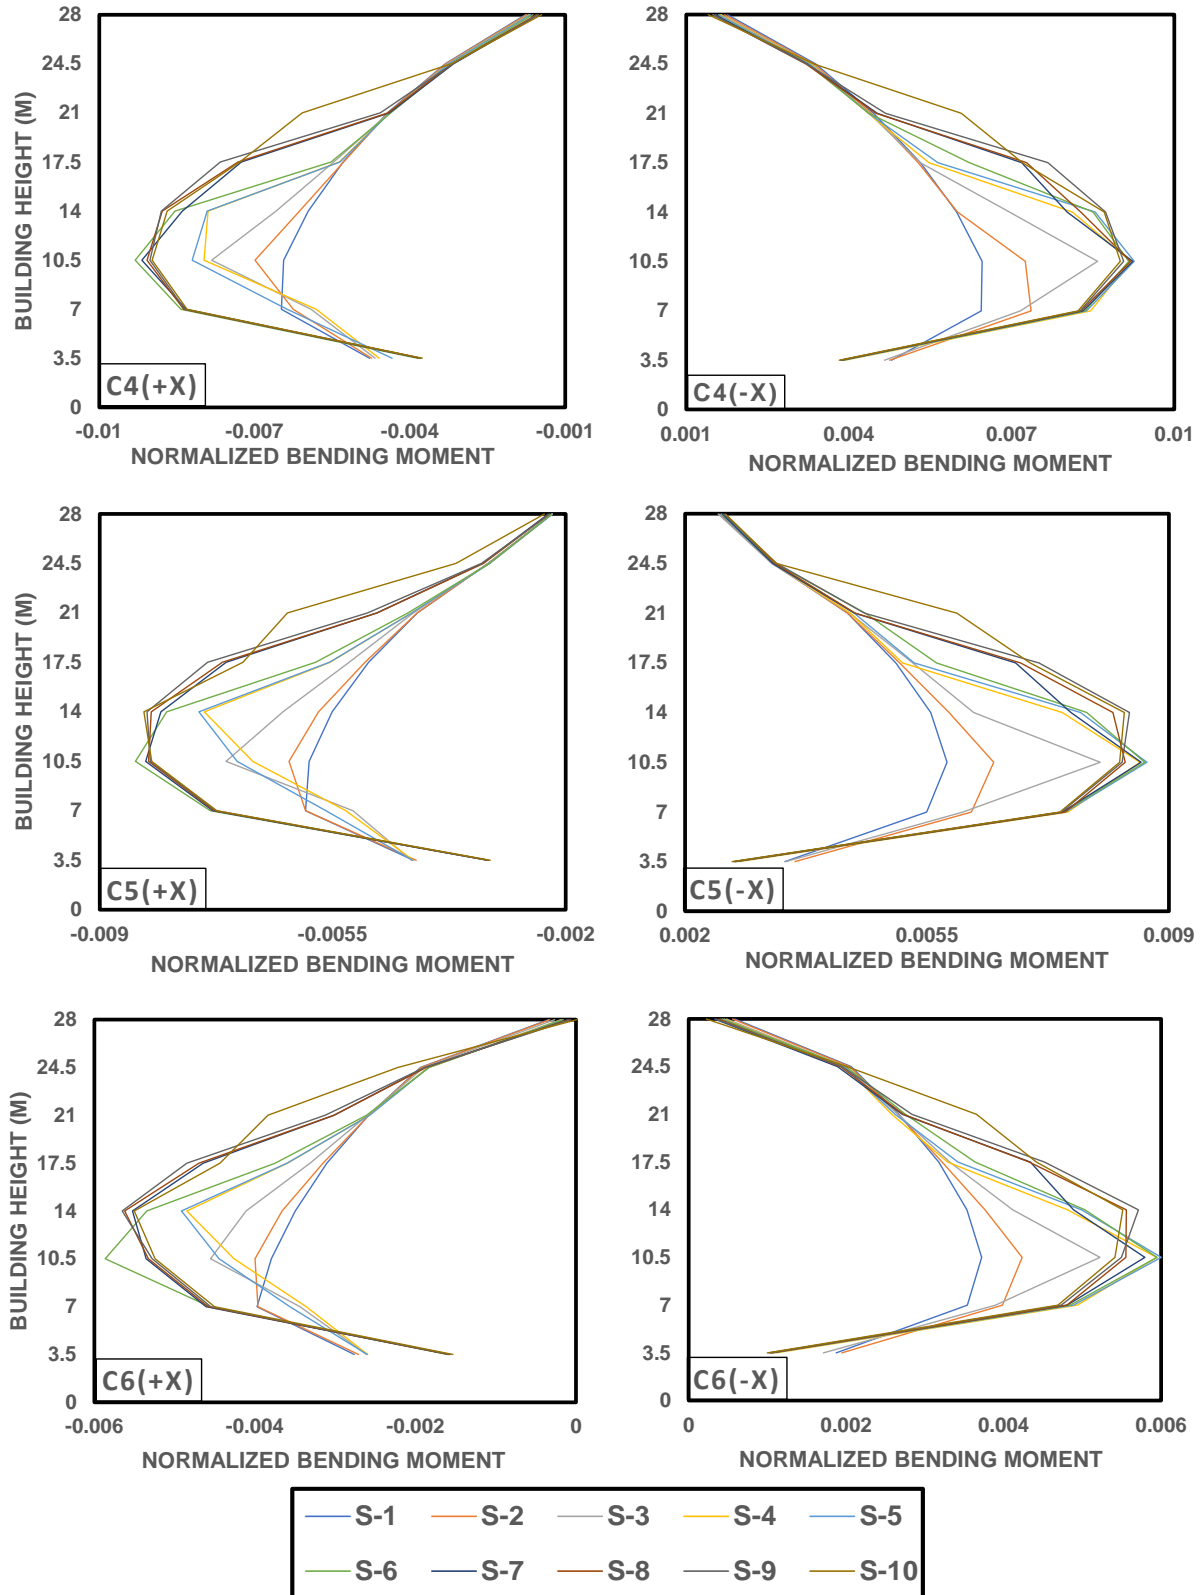 28
24.5
21
17.5
14
10.5
7
3.5
0
BUILDING HEIGHT (M)
C4(+X)
-0.01 -0.007 -0.004 -0.001
NORMALIZED BENDING MOMENT
28
24.5
21
17.5
14
10.5
7
3.5
0
C4(-X)
0.001 0.004 0.007 0.01
NORMALIZED BENDING MOMENT
28
24.5
21
17.5
14
10.5
7
3.5
0
BUILDING HEIGHT (M)
C5(+X)
-0.009 -0.0055 -0.002
NORMALIZED BENDING MOMENT
28
24.5
21
17.5
14
10.5
7
3.5
0
C5(-X)
0.002 0.0055 0.009
NORMALIZED BENDING MOMENT
28
24.5
21
17.5
14
10.5
7
3.5
0
BUILDING HEIGHT (M)
C6(+X)
-0.006 -0.004 -0.002 0
NORMALIZED BENDING MOMENT
28
24.5
21
17.5
14
10.5
7
3.5
0
C6(-X)
0 0.002 0.004 0.006
NORMALIZED BENDING MOMENT
S-1 S-2 S-3 S-4 S-5
S-6 S-7 S-8 S-9 S-10